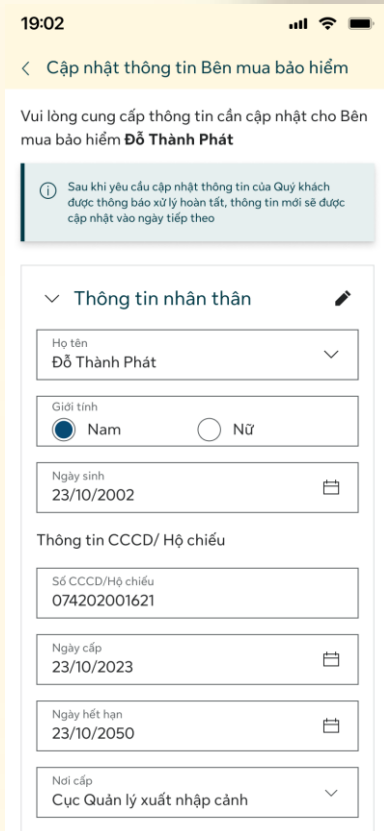 19:02
Cập nhật thông tin Bên mua bảo hiểm
Vui lòng cung cấp thông tin cần cập nhật cho Bên
mua bảo hiểm Đỗ Thành Phát
Sau khi yêu cầu cập nhật thông tin của Quý khách
được thông báo xử lý hoàn tất, thông tin mới sẽ được
cập nhật vào ngày tiếp theo
Thông tin nhân thân
Họ tên
Đỗ Thành Phát
Giới tính
Nam Nữ
Ngày sinh
23/10/2002
Thông tin CCCD/ Hộ chiếu
Số CCCD/Hộ chiếu
074202001621
Ngày cấp
23/10/2023
Ngày hết hạn
23/10/2050
Nơi cấp
Cục Quản lý xuất nhập cảnh